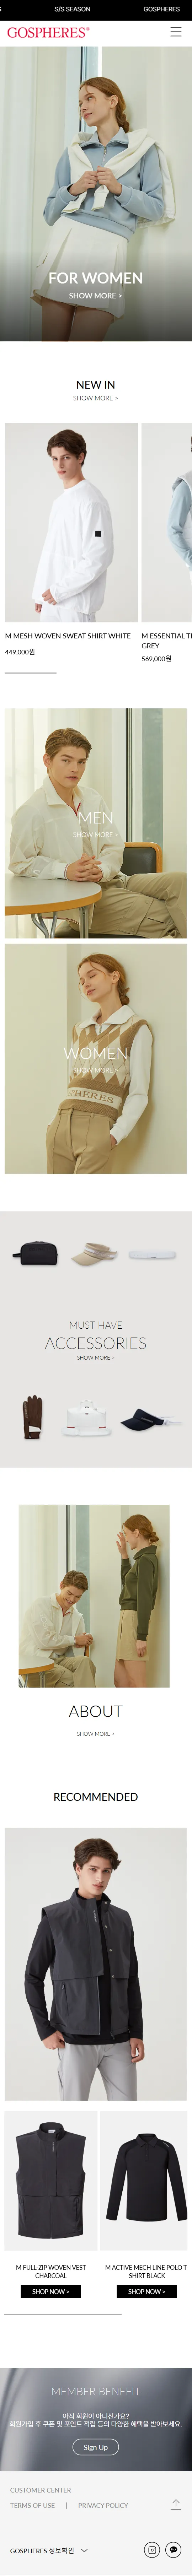 S/S SEASON
GOSPHERES
GOSPHERES®
FOR WOMEN
SHOW MORE >
NEW IN
SHOW MORE >
M MESH WOVEN SWEAT SHIRT WHITE
449,000원
M ESSENTIAL
GREY
569,000원
MEN
SHOW MORE >
WOMEN
SHOW MORE >
SPHERES
MUST HAVE
ACCESSORIES
SHOW MORE >
ABOUT
SHOW MORE >
RECOMMENDED
M FULL-ZIP WOVEN VEST
CHARCOAL
SHOP NOW >
M ACTIVE MECH LINE POLO T
SHIRT BLACK
SHOP NOW >
MEMBER BENEFIT
아직 회원이 아니신가요?
회원가입 후 쿠폰 및 포인트 적립 등의 다양한 혜택을 받아보세요.
Sign Up
CUSTOMER CENTER
TERMS OF USE | PRIVACY POLICY
GOSPHERES 정보확인